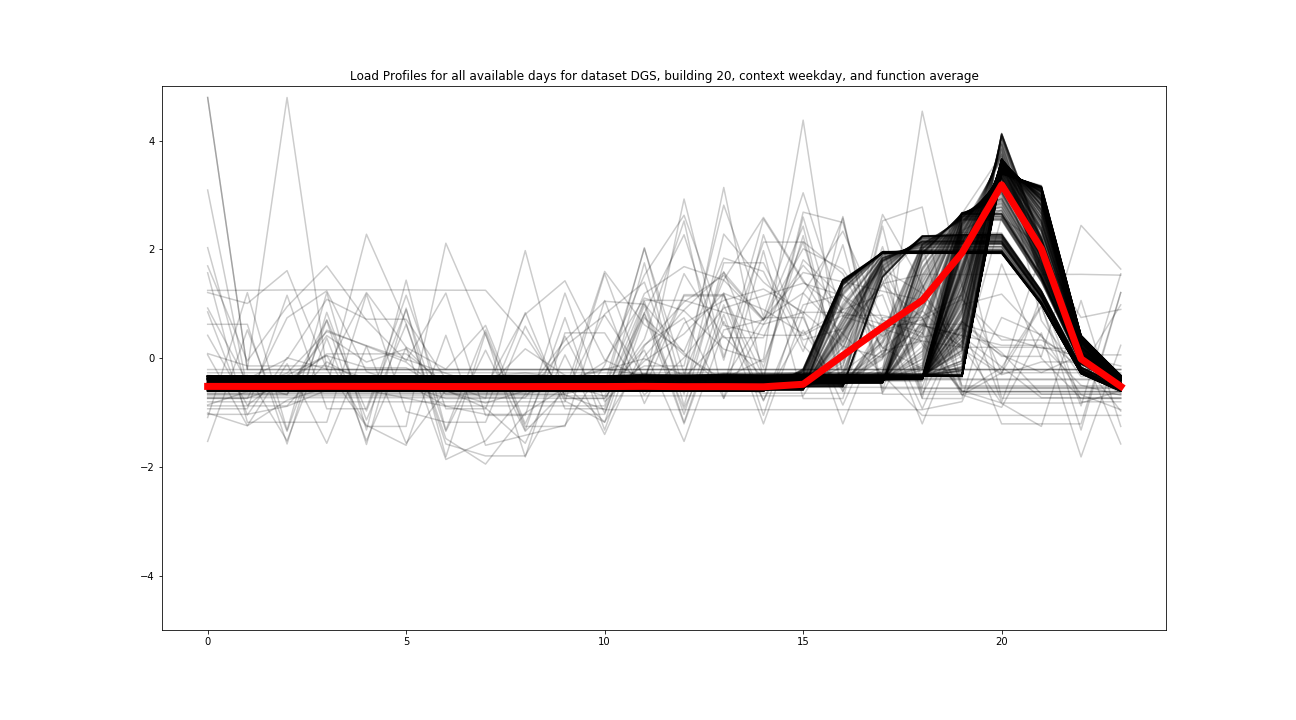 Load Profiles for all available days for dataset DGS, building 20, context weekday, and function average
4
2
0
−2
−4
0 5 10 15 20